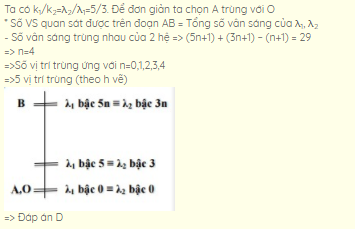 Ta có k₁/k₂=λ₂/λ₁=5/3. Để đơn giản ta chọn A trùng với O
* Số VS quan sát được trên đoạn AB = Tổng số vân sáng của λ₁, λ₂
- Số vân sáng trùng nhau của 2 hệ => (5n+1) + (3n+1) – (n+1) = 29
=> n=4
=>Số vị trí trùng ứng với n=0,1,2,3,4
=>5 vị trí trùng (theo h vẽ)
B λ₁ bậc 5n ≡ λ₂ bậc 3n
λ₁ bậc 5 ≡ λ₂ bậc 3
A,O λ₁ bậc 0 ≡ λ₂ bậc 0
=> Đáp án D